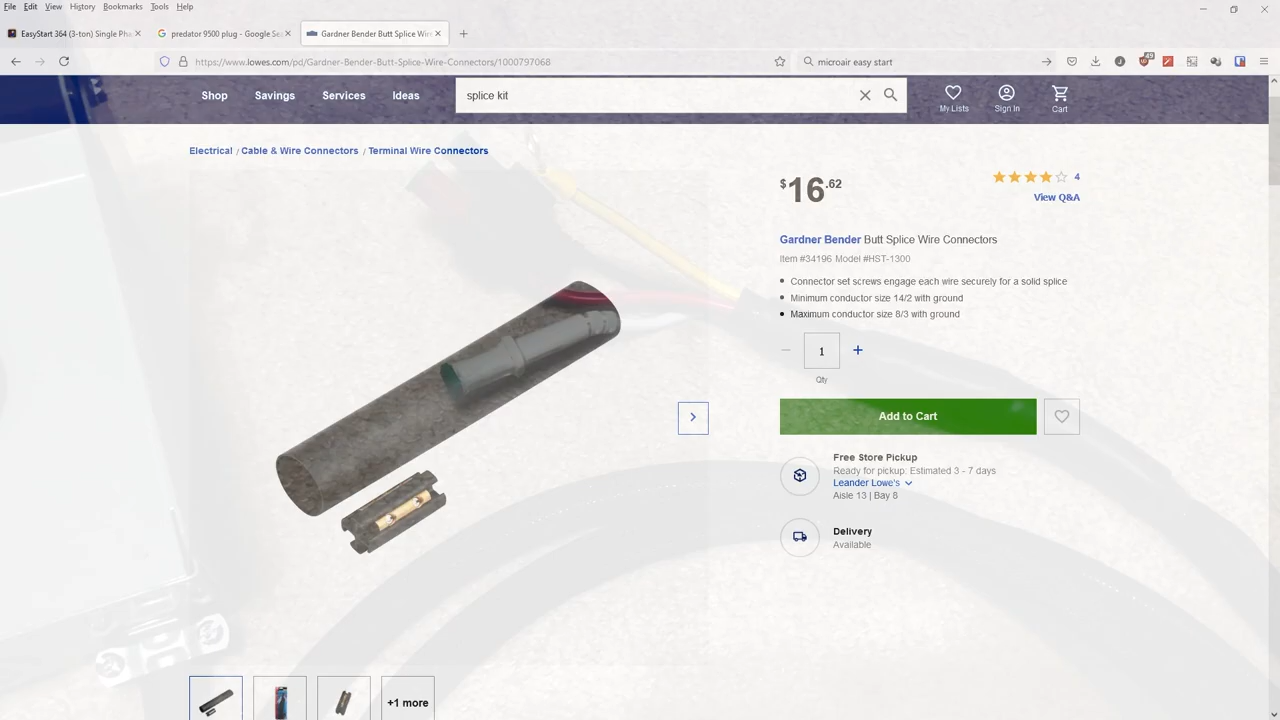 File Edit View History Bookmarks Tools Help
EasyStart 364 (3-ton) Single Pha
predator 9500 plug - Google Se
Gardner Bender Butt Splice Wire
https://www.lowes.com/pd/Gardner-Bender-Butt-Splice-Wire-Connectors/1000797068
microair easy start
Shop Savings Services Ideas
splice kit
My Lists Sign In Cart
Electrical / Cable & Wire Connectors / Terminal Wire Connectors
$16.62
4
View Q&A
Gardner Bender Butt Splice Wire Connectors
Item #34196 Model #HST-1300
Connector set screws engage each wire securely for a solid splice
Minimum conductor size 14/2 with ground
Maximum conductor size 8/3 with ground
1
Qty
Add to Cart
Free Store Pickup
Ready for pickup: Estimated 3 - 7 days
Leander Lowe's
Aisle 13 | Bay 8
Delivery
Available
+1 more